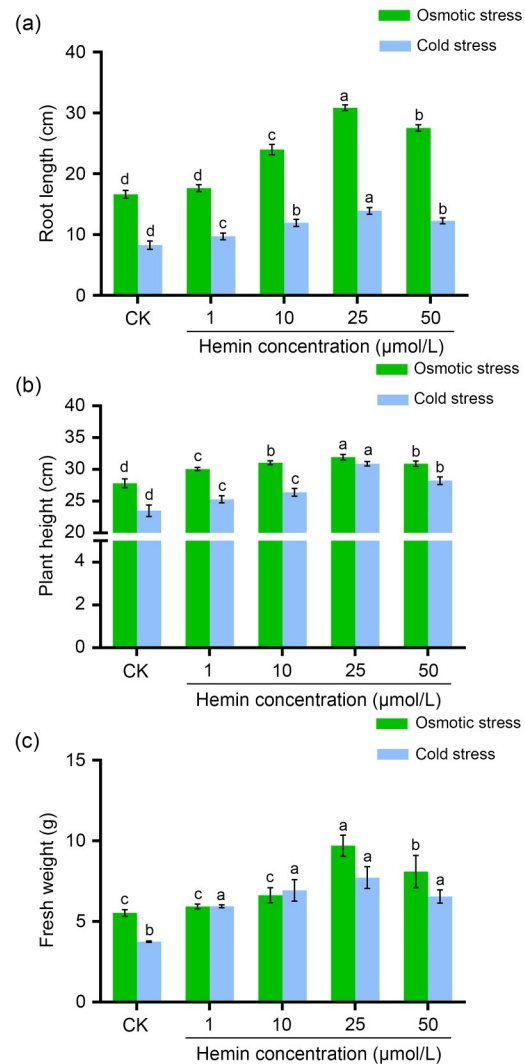 (a)
Osmotic stress
Cold stress
Root length (cm)
40
30
20
10
0
d d c a b
d c b a b
CK 1 10 25 50
Hemin concentration (μmol/L)
(b)
Osmotic stress
Cold stress
Plant height (cm)
40
35
30
25
20
4
2
0
d c b a b
d c c a b
CK 1 10 25 50
Hemin concentration (μmol/L)
(c)
Osmotic stress
Cold stress
Fresh weight (g)
15
10
5
0
c c c a b
b a a a a
CK 1 10 25 50
Hemin concentration (μmol/L)